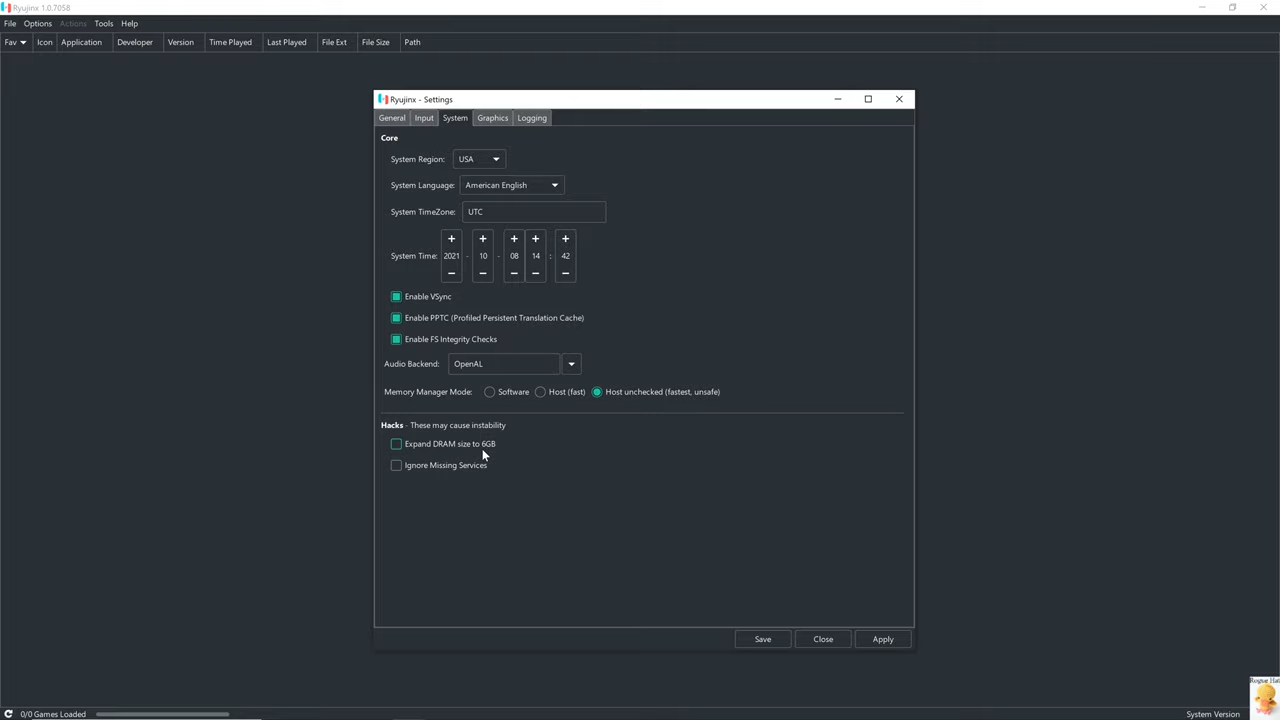 Ryujinx 1.0.7058
File Options Actions Tools Help
Fav Icon Application Developer Version Time Played Last Played File Ext File Size Path
Ryujinx - Settings
General Input System Graphics Logging
Core
System Region: USA
System Language: American English
System TimeZone: UTC
System Time: 2021 - 10 - 08 14 : 42
Enable VSync
Enable PPTC (Profiled Persistent Translation Cache)
Enable FS Integrity Checks
Audio Backend: OpenAL
Memory Manager Mode: Software Host (fast) Host unchecked (fastest, unsafe)
Hacks - These may cause instability
Expand DRAM size to 6GB
Ignore Missing Services
Save Close Apply
Rogue
0/0 Games Loaded System Version